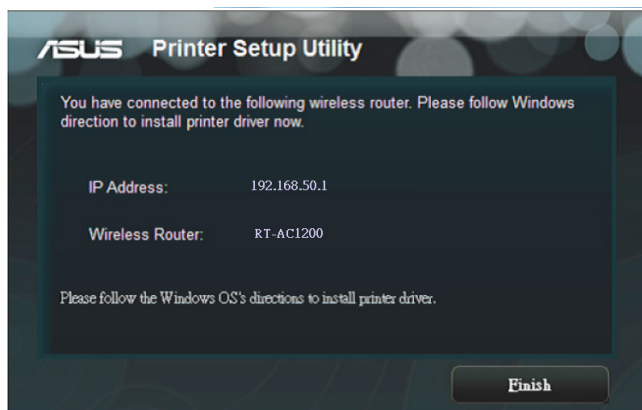 ASUS Printer Setup Utility
You have connected to the following wireless router. Please follow Windows
direction to install printer driver now.
IP Address: 192.168.50.1
Wireless Router: RT-AC1200
Please follow the Windows OS's directions to install printer driver.
Finish